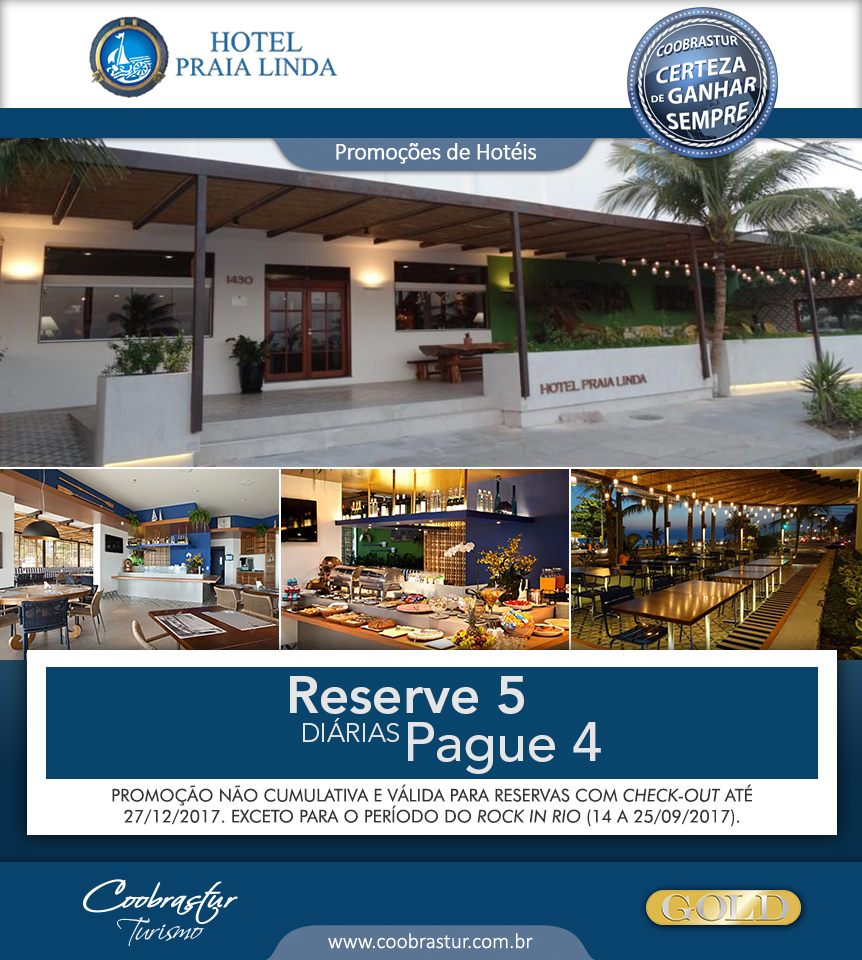 HOTEL
PRAIA LINDA
COOBRASTUR
CERTEZA
DE GANHAR
SEMPRE
Promoções de Hotéis
1430
HOTEL PRAIA LINDA
Reserve 5
DIÁRIAS Pague 4
PROMOÇÃO NÃO CUMULATIVA E VÁLIDA PARA RESERVAS COM CHECK-OUT ATÉ
27/12/2017. EXCETO PARA O PERÍODO DO ROCK IN RIO (14 A 25/09/2017).
Coobrastur
Turismo
GOLD
www.coobrastur.com.br